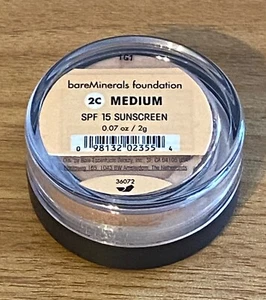 bareMinerals foundation
2C MEDIUM
SPF 15 SUNSCREEN
0.07 oz / 2g
0 98132 02355 4
36072